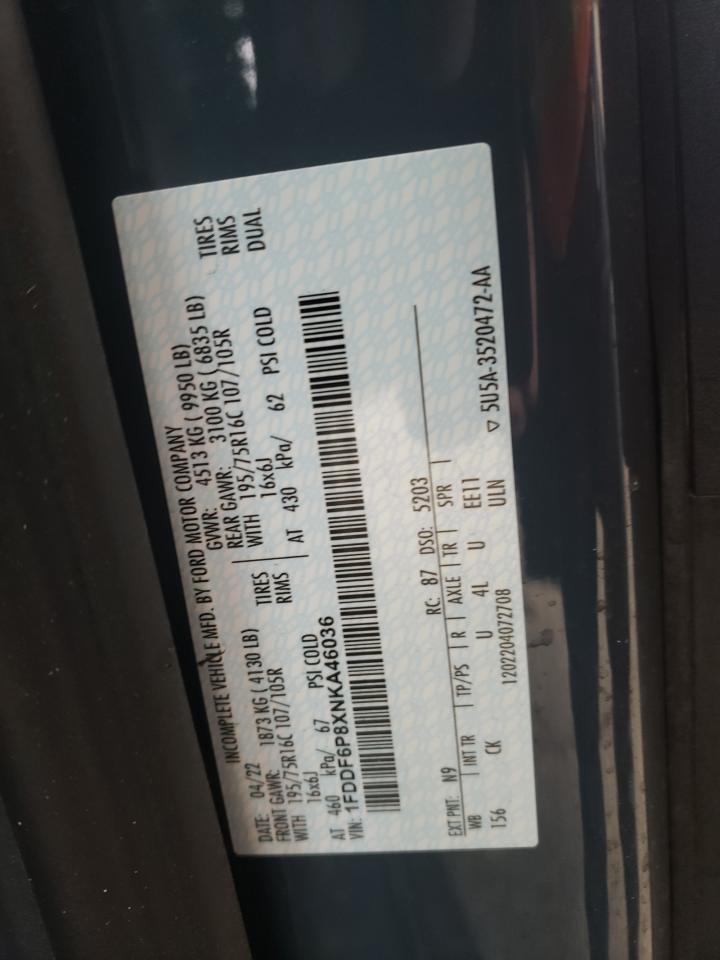 INCOMPLETE VEHICLE MFD. BY FORD MOTOR COMPANY
DATE: 04/22 GVWR: 4513 KG ( 9950 LB)
FRONT GAWR: 1873 KG ( 4130 LB) REAR GAWR: 3100 KG ( 6835 LB)
WITH 195/75R16C 107/105R TIRES WITH 195/75R16C 107/105R TIRES
16x6J RIMS 16x6J RIMS
AT 460 kPa/ 67 PSI COLD AT 430 kPa/ 62 PSI COLD DUAL
VIN: 1FDDF6P8XNKA46036
EXT PNT: N9 RC: 87 DSO: 5203
WB INT TR TP/PS R AXLE TR SPR
156 CK U 4L U EE11
1202204072708 ULN
▽ 5U5A-3520472-AA